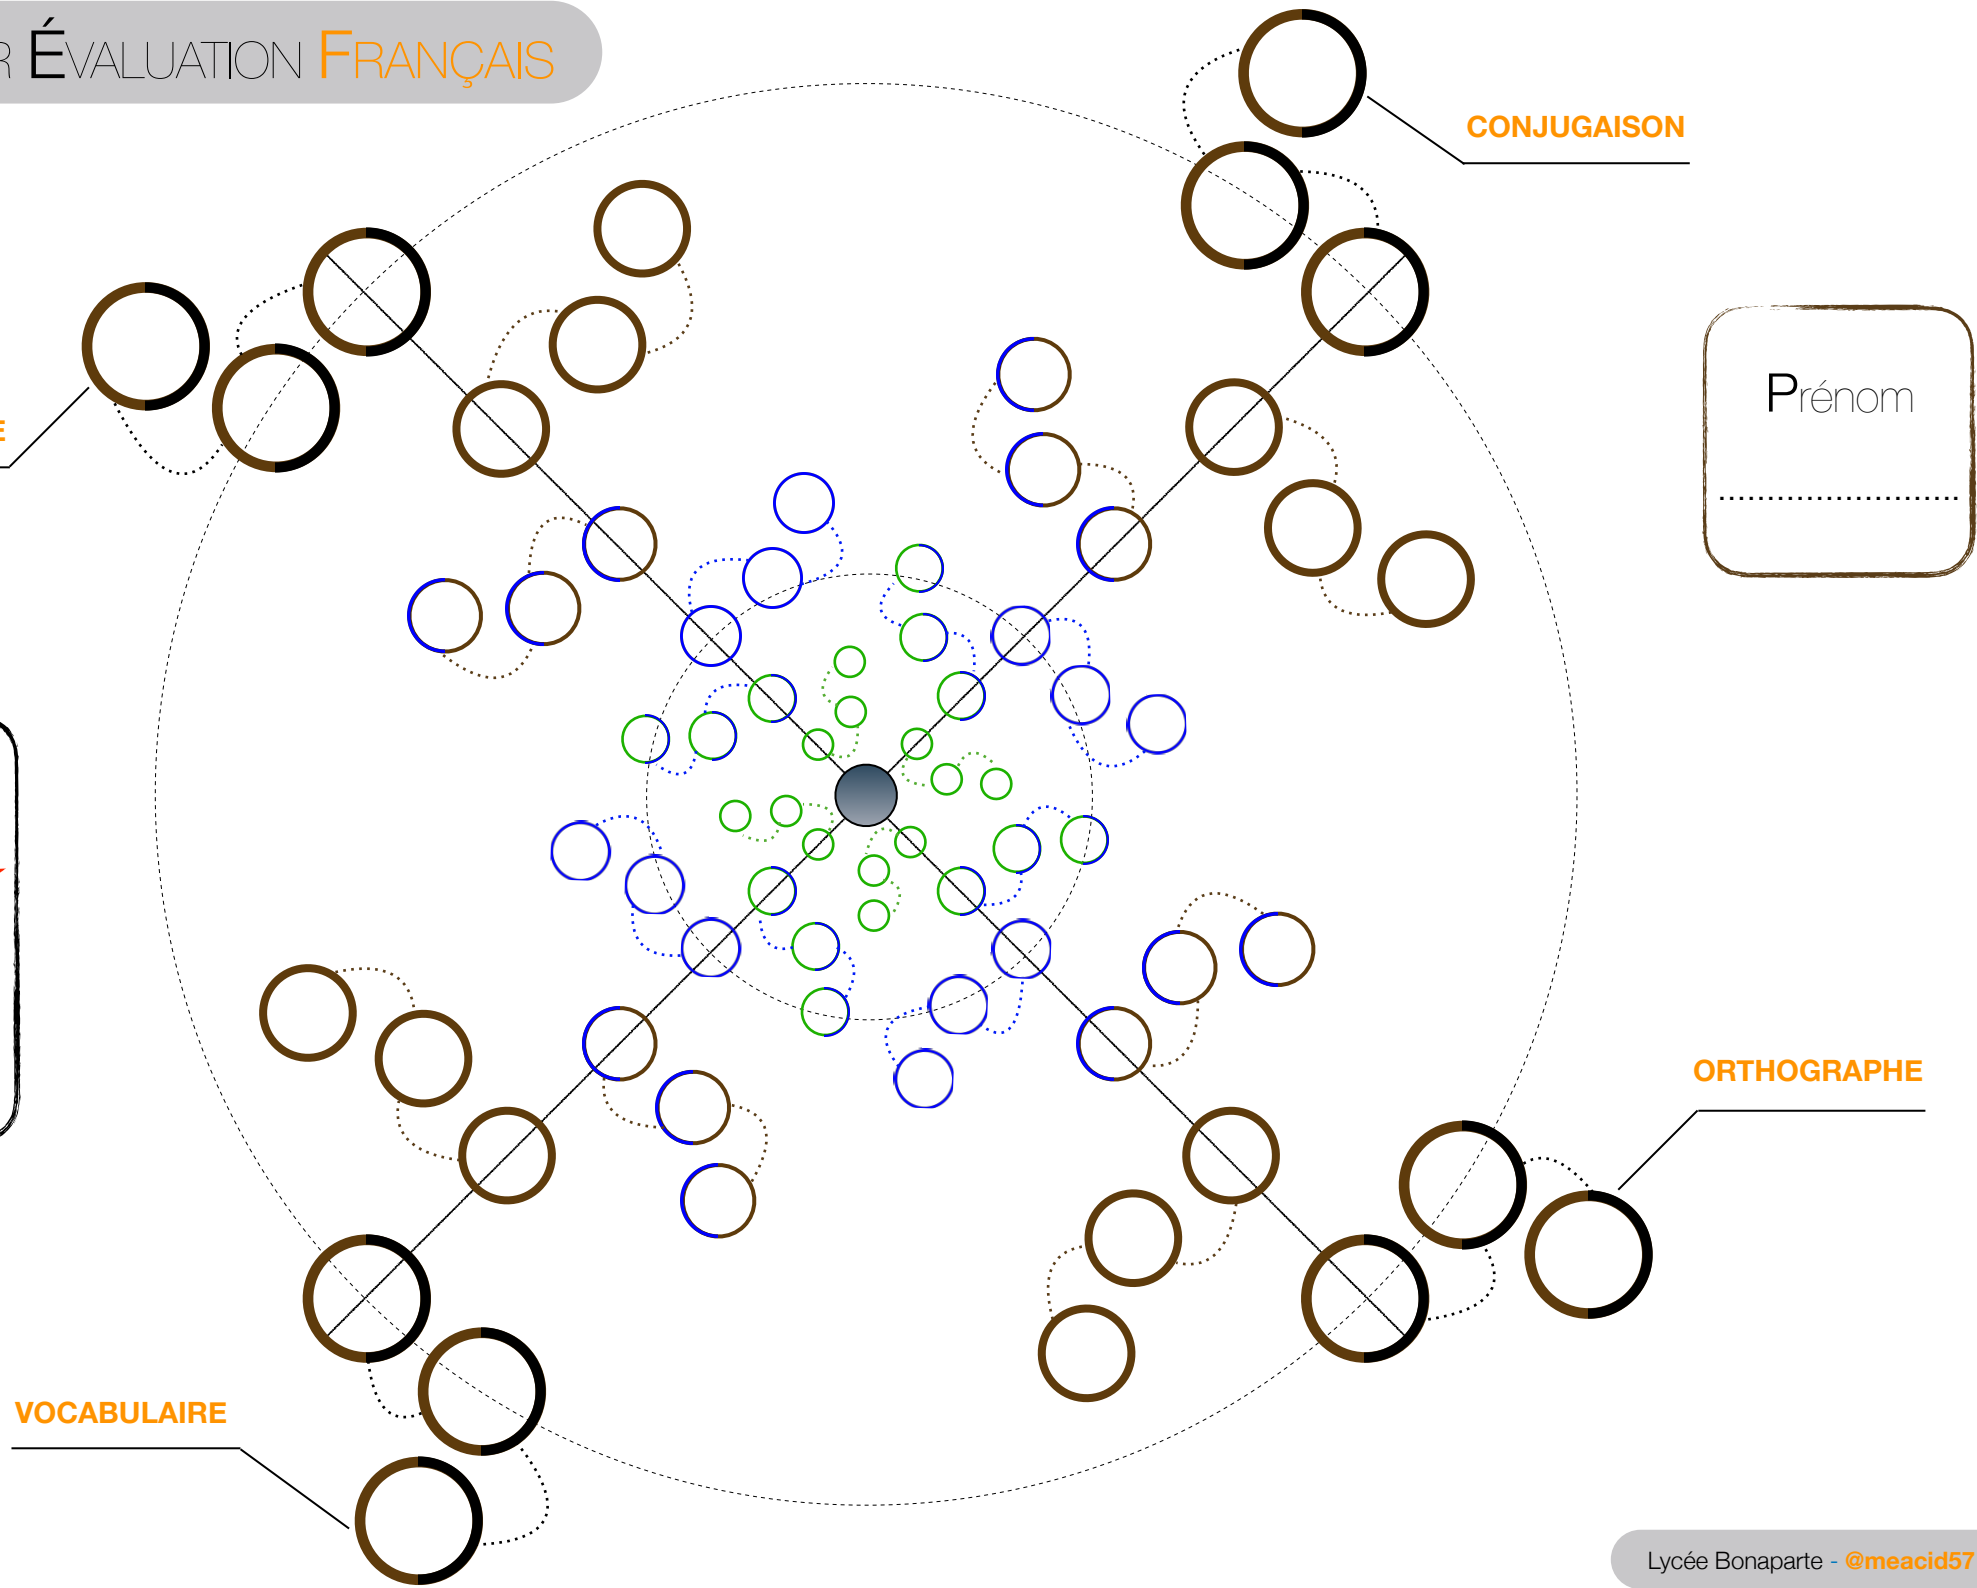 ÉVALUATION FRANÇAIS
CONJUGAISON
Prénom
ORTHOGRAPHE
VOCABULAIRE
Lycée Bonaparte - @meacid57